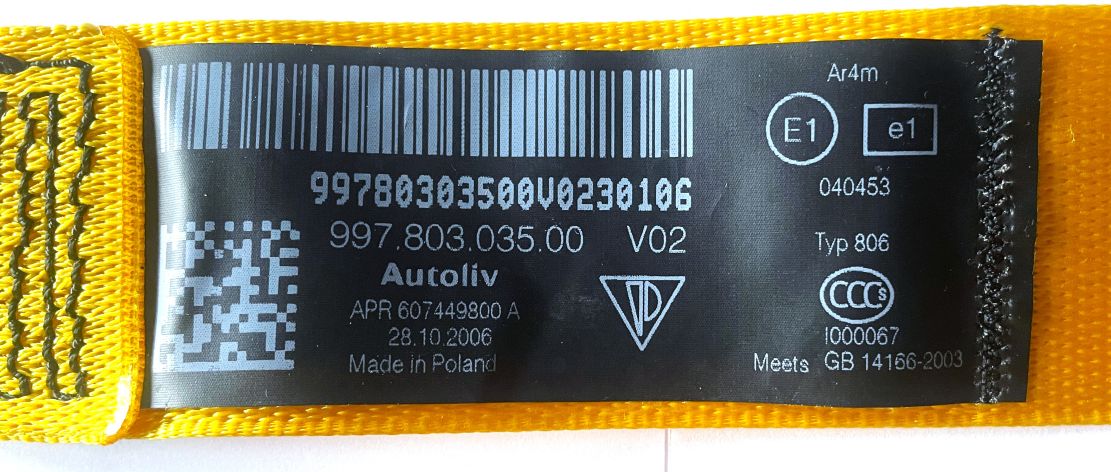 99780303500V0230106
997.803.035.00 V02
Autoliv
APR 607449800 A
28.10.2006
Made in Poland
Ar4m
E1 e1
040453
Typ 806
CCC S
I000067
Meets GB 14166-2003